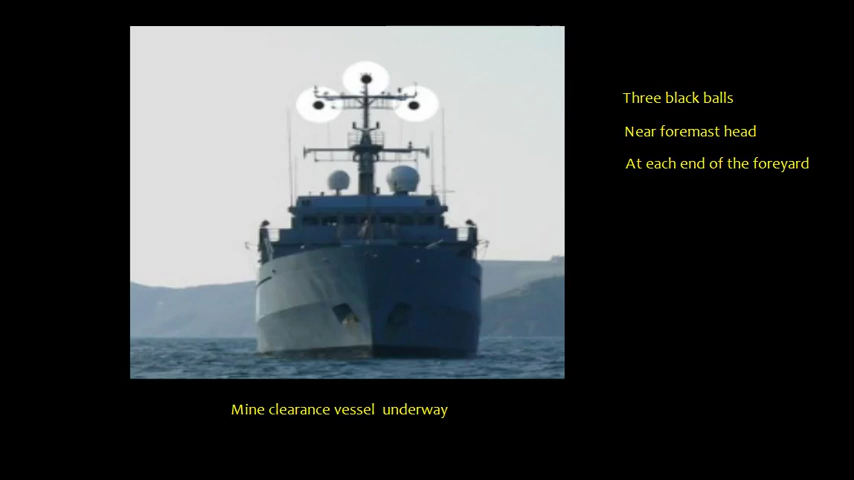 Three black balls
Near foremast head
At each end of the foreyard
Mine clearance vessel underway